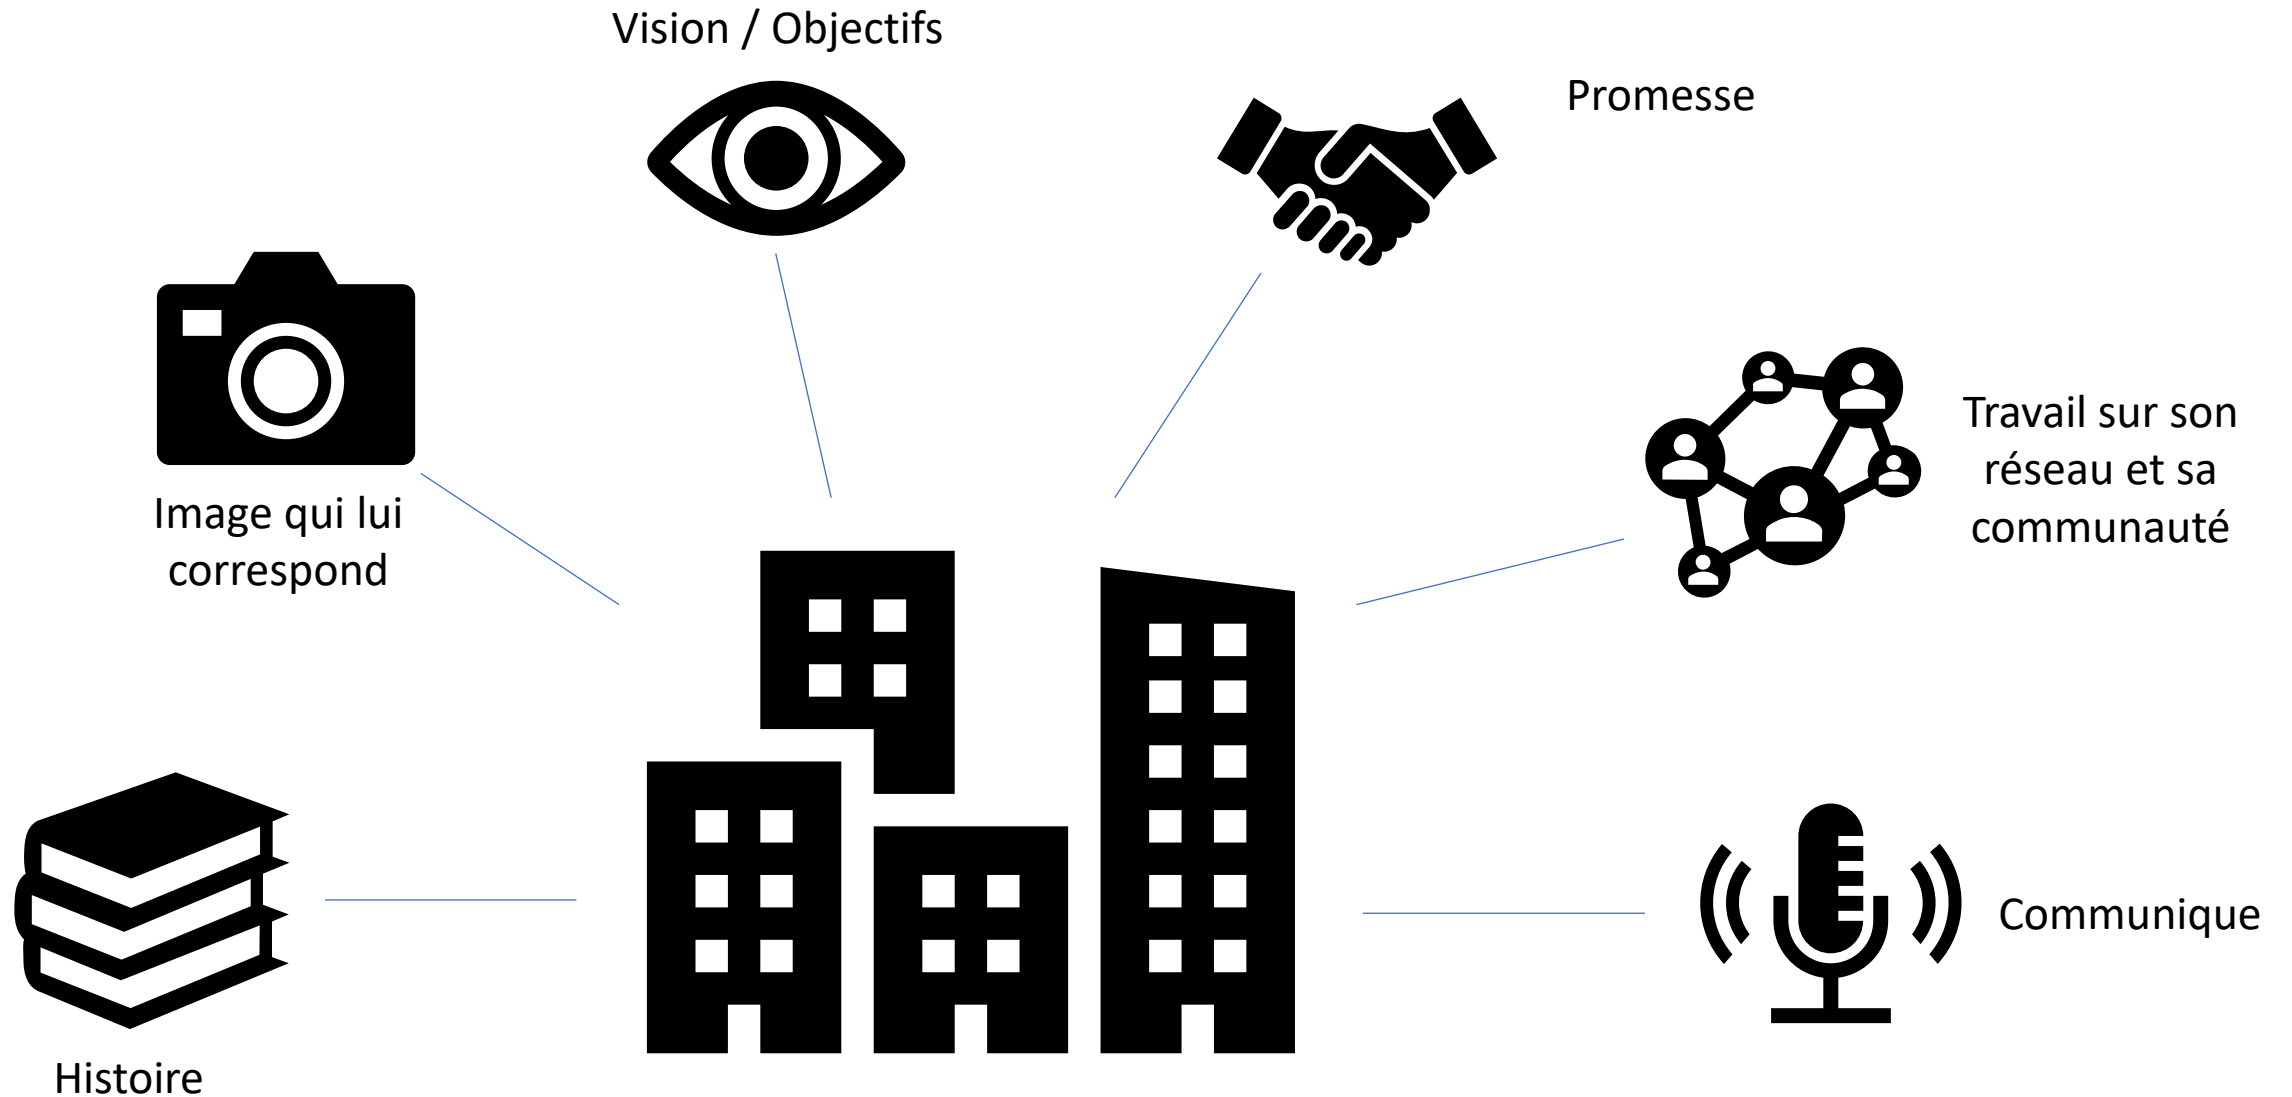 Vision / Objectifs
Promesse
Travail sur son
réseau et sa
communauté
Image qui lui
correspond
Communique
Histoire